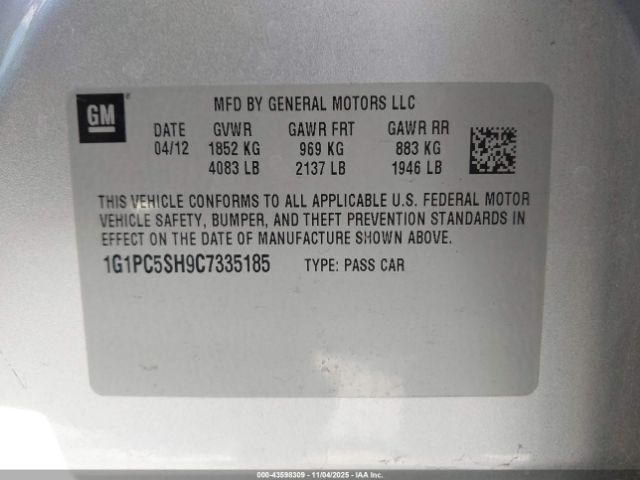 GM
MFD BY GENERAL MOTORS LLC
DATE GVWR GAWR FRT GAWR RR
04/12 1852 KG 969 KG 883 KG
4083 LB 2137 LB 1946 LB
THIS VEHICLE CONFORMS TO ALL APPLICABLE U.S. FEDERAL MOTOR
VEHICLE SAFETY, BUMPER, AND THEFT PREVENTION STANDARDS IN
EFFECT ON THE DATE OF MANUFACTURE SHOWN ABOVE.
1G1PC5SH9C7335185 TYPE: PASS CAR
000-43598309 - 11/04/2025 - IAAI.COM